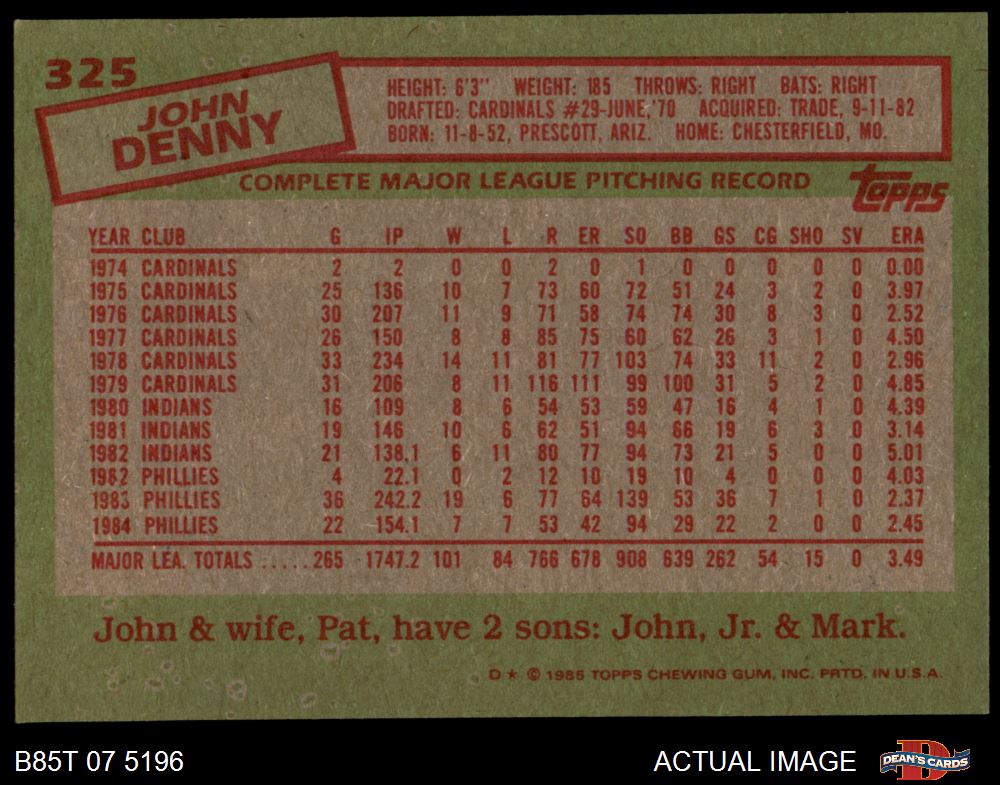 325
JOHN
DENNY
HEIGHT: 6'3" WEIGHT: 185 THROWS: RIGHT BATS: RIGHT
DRAFTED: CARDINALS #29-JUNE,'70 ACQUIRED: TRADE, 9-11-82
BORN: 11-8-52, PRESCOTT, ARIZ. HOME: CHESTERFIELD, MO.
COMPLETE MAJOR LEAGUE PITCHING RECORD
topps
YEAR CLUB G IP W L R ER SO BB GS CG SHO SV ERA
1974 CARDINALS 2 2 0 0 2 0 1 0 0 0 0 0 0.00
1975 CARDINALS 25 136 10 7 73 60 72 51 24 3 2 0 3.97
1976 CARDINALS 30 207 11 9 71 58 74 74 30 8 3 0 2.52
1977 CARDINALS 26 150 8 8 85 75 60 62 26 3 1 0 4.50
1978 CARDINALS 33 234 14 11 81 77 103 74 33 11 2 0 2.96
1979 CARDINALS 31 206 8 11 116 111 99 100 31 5 2 0 4.85
1980 INDIANS 16 109 8 6 54 53 59 47 16 4 1 0 4.39
1981 INDIANS 19 146 10 6 62 51 94 66 19 6 3 0 3.14
1982 INDIANS 21 138.1 6 11 80 77 94 73 21 5 0 0 5.01
1982 PHILLIES 4 22.1 0 2 12 10 19 10 4 0 0 0 4.03
1983 PHILLIES 36 242.2 19 6 77 64 139 53 36 7 1 0 2.37
1984 PHILLIES 22 154.1 7 7 53 42 94 29 22 2 0 0 2.45
MAJOR LEA. TOTALS .....265 1747.2 101 84 766 678 908 639 262 54 15 0 3.49
John & wife, Pat, have 2 sons: John, Jr. & Mark.
D ★ © 1985 TOPPS CHEWING GUM, INC. PRTD. IN U.S.A.
B85T 07 5196 ACTUAL IMAGE D DEAN'S CARDS